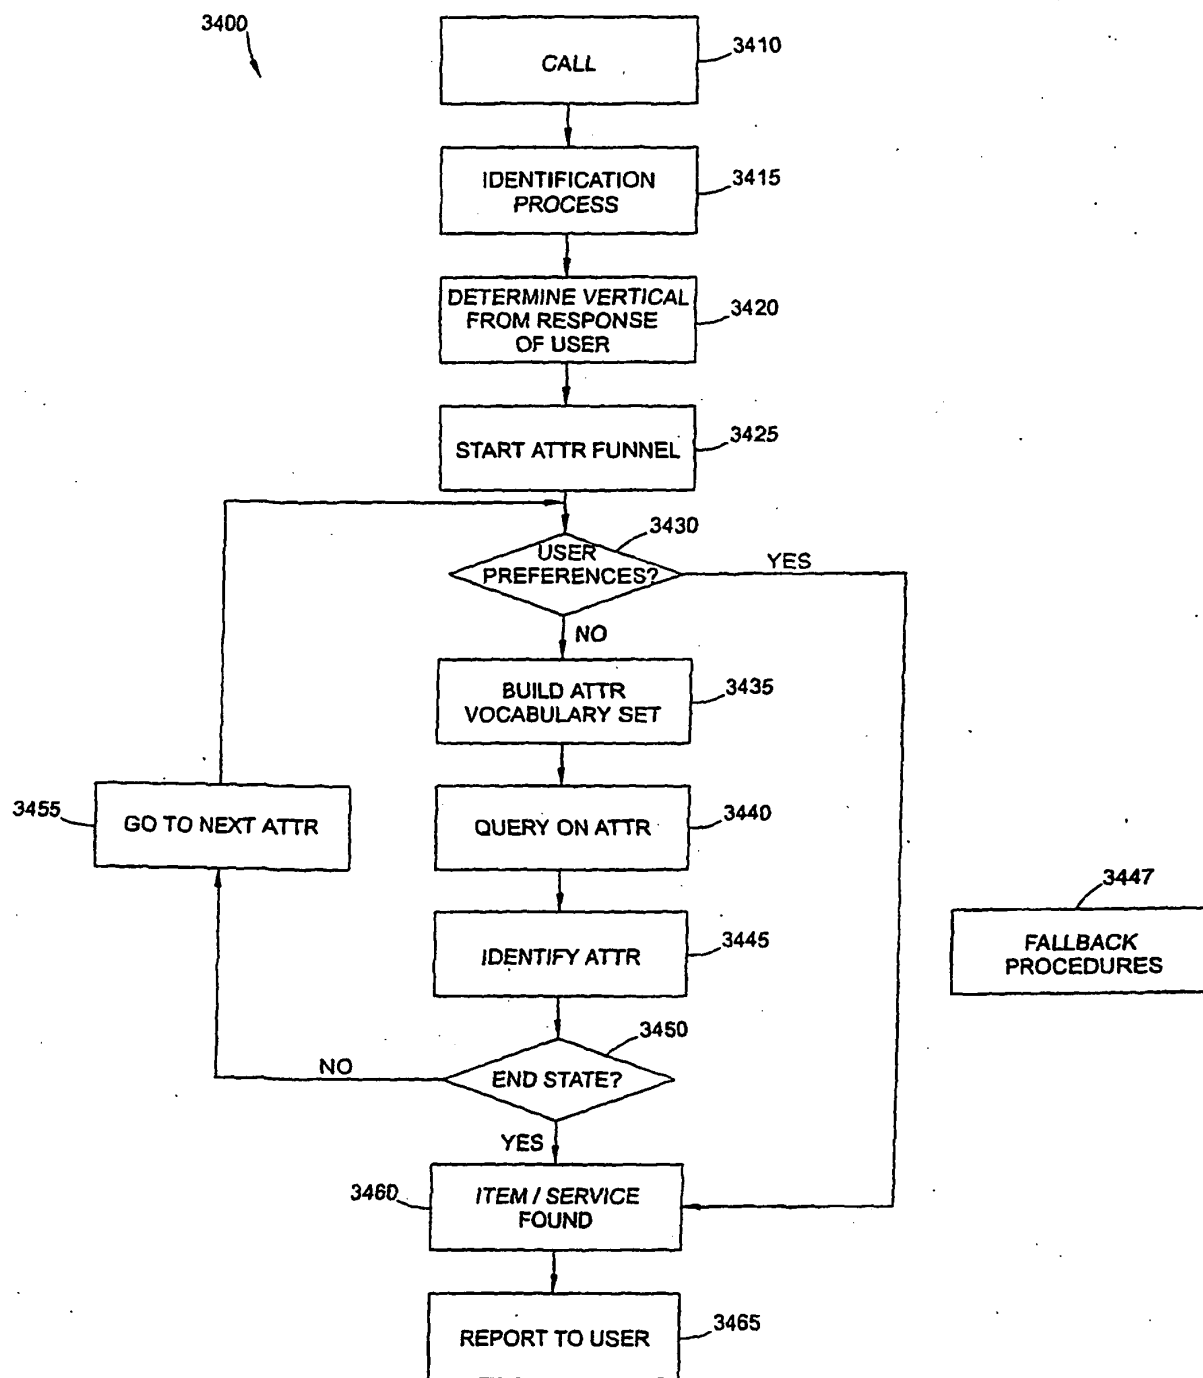 3400
CALL
3410
IDENTIFICATION
PROCESS
3415
DETERMINE VERTICAL
FROM RESPONSE
OF USER
3420
START ATTR FUNNEL
3425
USER
PREFERENCES?
3430
YES
NO
BUILD ATTR
VOCABULARY SET
3435
3455
GO TO NEXT ATTR
QUERY ON ATTR
3440
3447
FALLBACK
PROCEDURES
IDENTIFY ATTR
3445
3450
END STATE?
NO
YES
3460
ITEM / SERVICE
FOUND
REPORT TO USER
3465